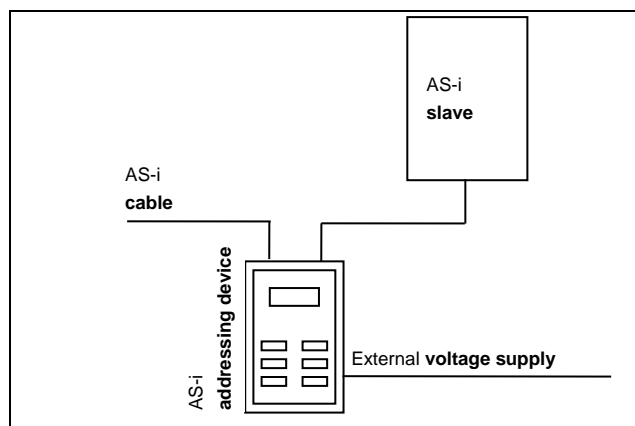 AS-i
slave
AS-i
cable
AS-i
addressing device
External voltage supply